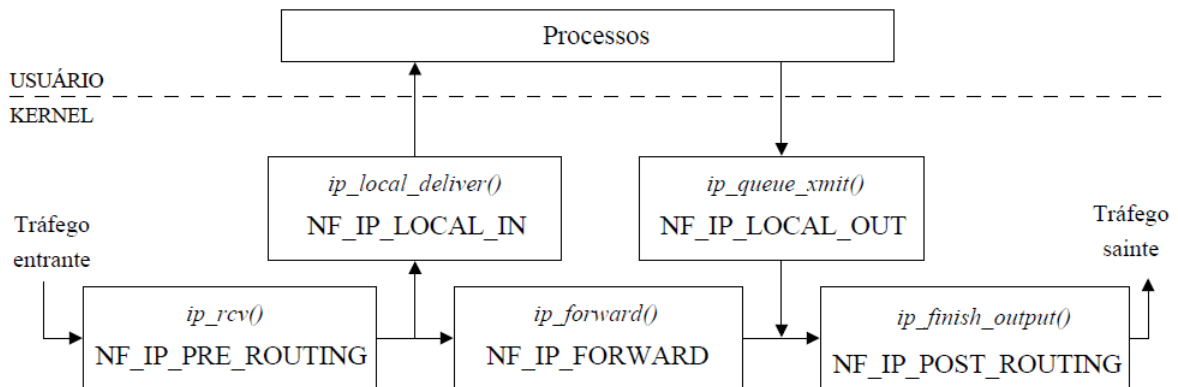 Processos
USUÁRIO
KERNEL
ip_local_deliver()
NF_IP_LOCAL_IN
ip_queue_xmit()
NF_IP_LOCAL_OUT
Tráfego
entrante
Tráfego
sainte
ip_rcv()
NF_IP_PRE_ROUTING
ip_forward()
NF_IP_FORWARD
ip_finish_output()
NF_IP_POST_ROUTING